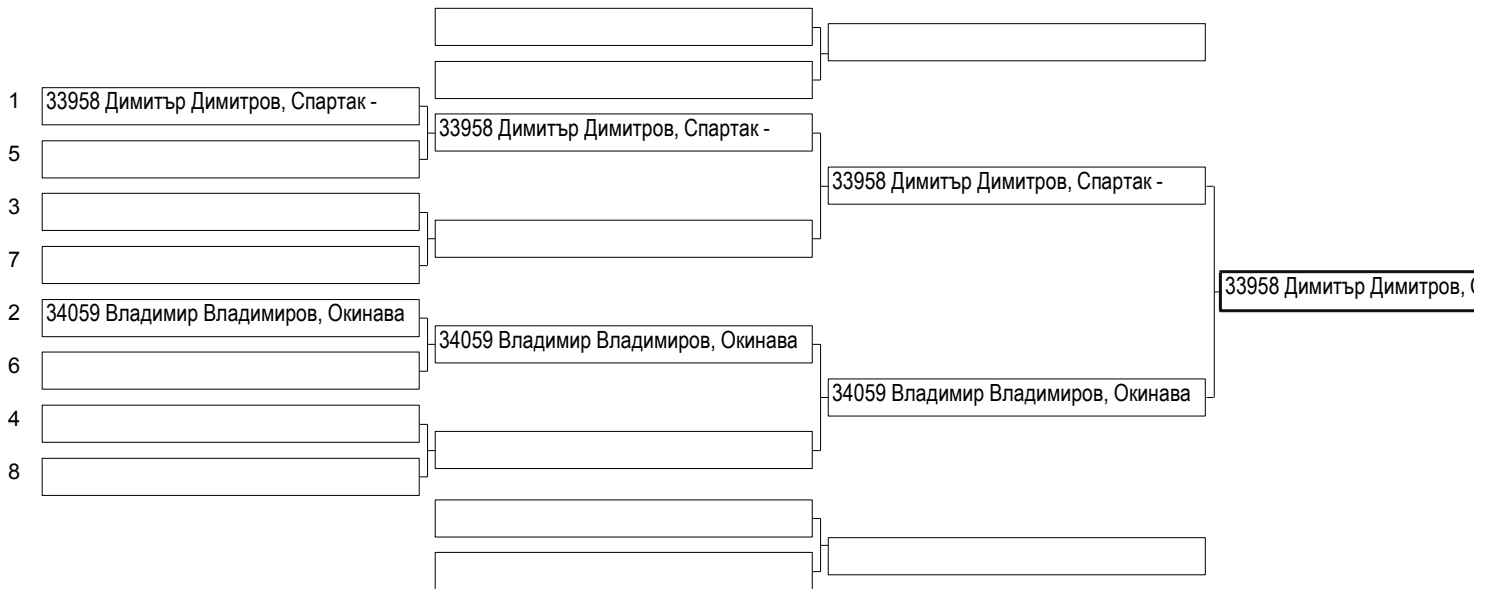 1 33958 Димитър Димитров, Спартак -
33958 Димитър Димитров, Спартак -
5
33958 Димитър Димитров, Спартак -
3
7
33958 Димитър Димитров,
2 34059 Владимир Владимиров, Окинава
34059 Владимир Владимиров, Окинава
6
34059 Владимир Владимиров, Окинава
4
8